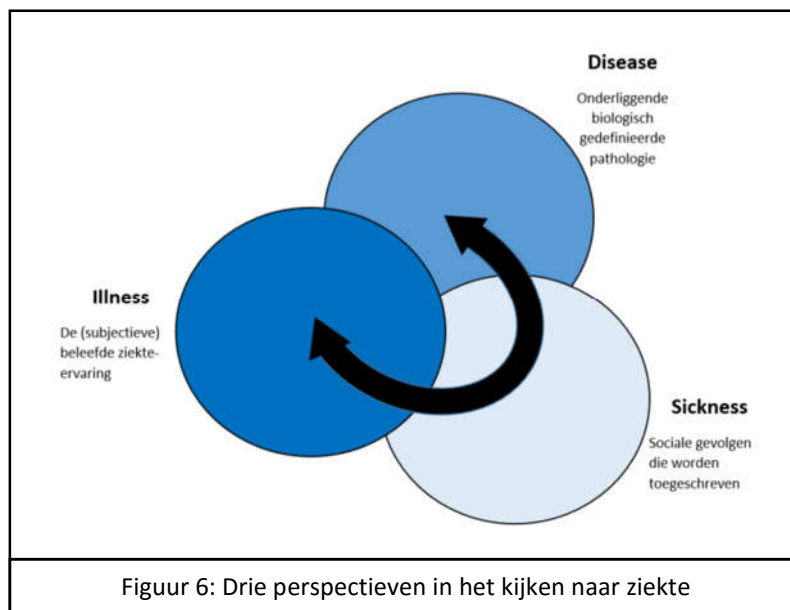 Disease
Onderliggende
biologisch
gedefinieerde
pathologie
Illness
De (subjectieve)
beleefde ziekte-
ervaring
Sickness
Sociale gevolgen
die worden
toegeschreven
Figuur 6: Drie perspectieven in het kijken naar ziekte